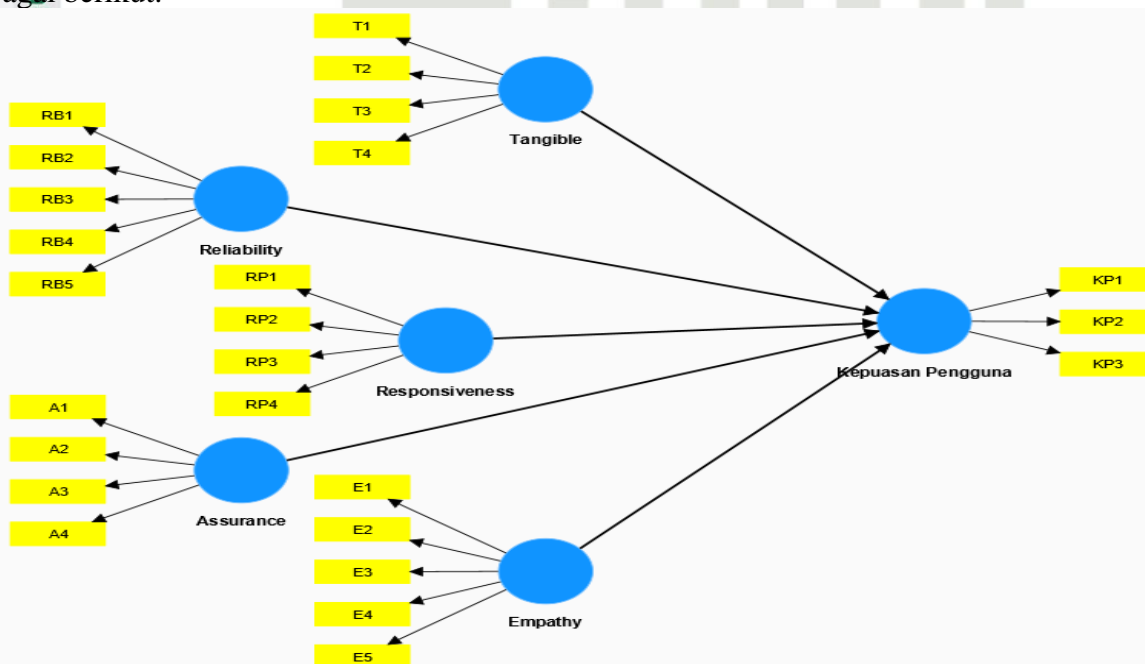 berikut:
T1
T2
T3
T4
Tangible
RB1
RB2
RB3
RB4
RB5
Reliability
RP1
RP2
RP3
RP4
Responsiveness
KP1
KP2
KP3
Kepuasan Pengguna
A1
A2
A3
A4
Assurance
E1
E2
E3
E4
E5
Empathy